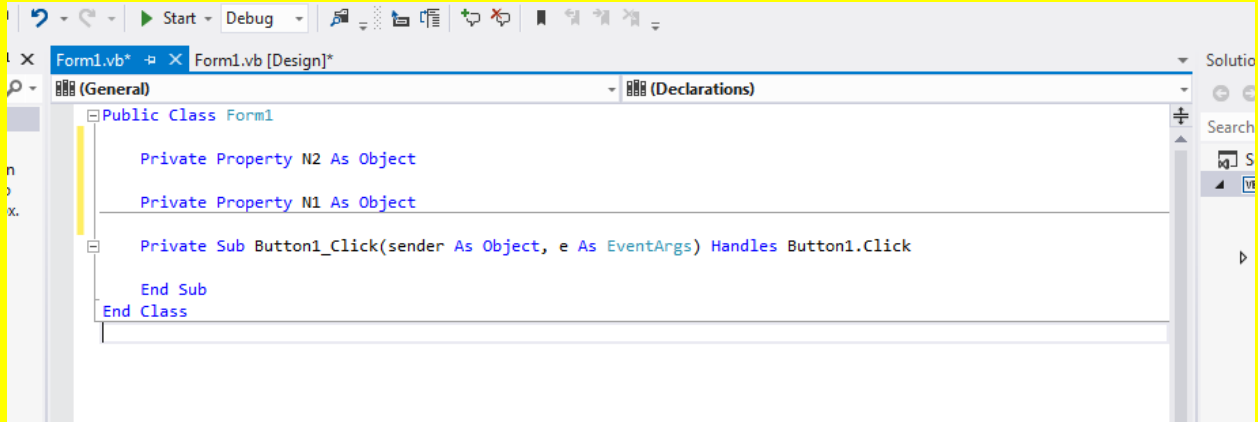 Start Debug
Form1.vb* Form1.vb [Design]*
Solutio
(General) (Declarations)
Public Class Form1
Search
Private Property N2 As Object
S
n
Private Property N1 As Object
x.
Private Sub Button1_Click(sender As Object, e As EventArgs) Handles Button1.Click
End Sub
End Class